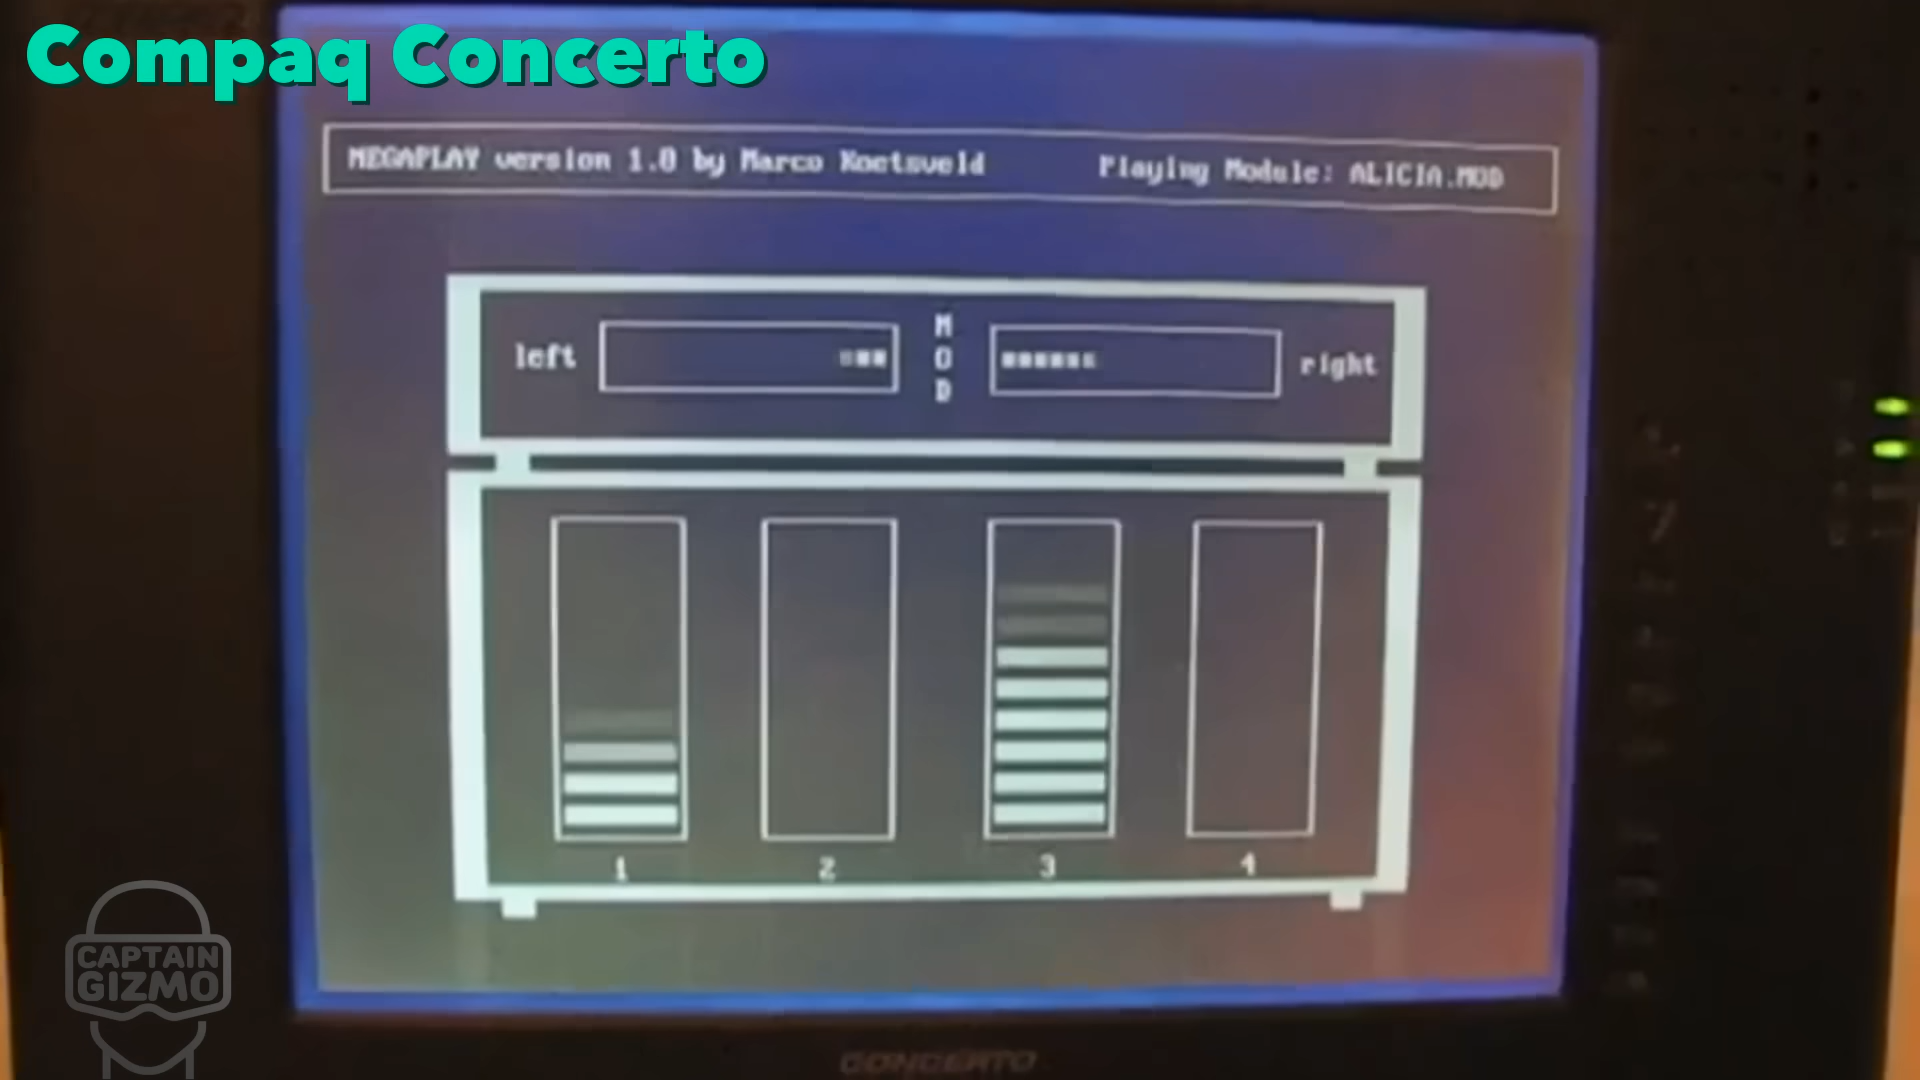 Compaq Concerto
MEGAPLAY version 1.0 by Marco Koetsveld Playing Module: ALICIA.MOD
left
M
O
D
right
1 2 3 4
CAPTAIN
GIZMO
CONCERTO